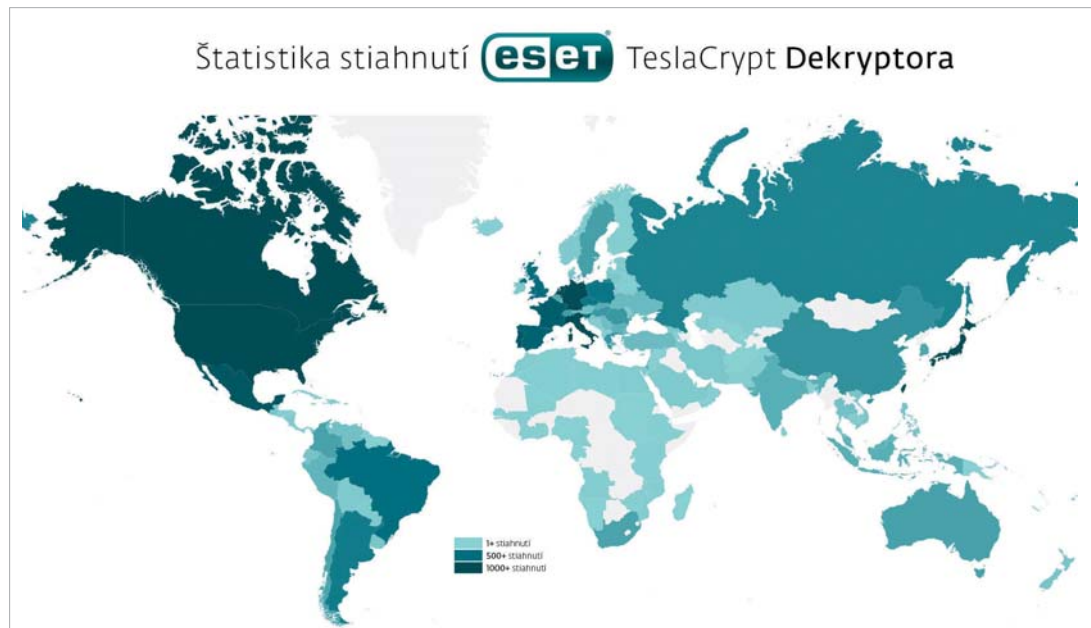 Štatistika stiahnutí eset® TeslaCrypt Dekryptora
1+ stiahnutí
500+ stiahnutí
1000+ stiahnutí